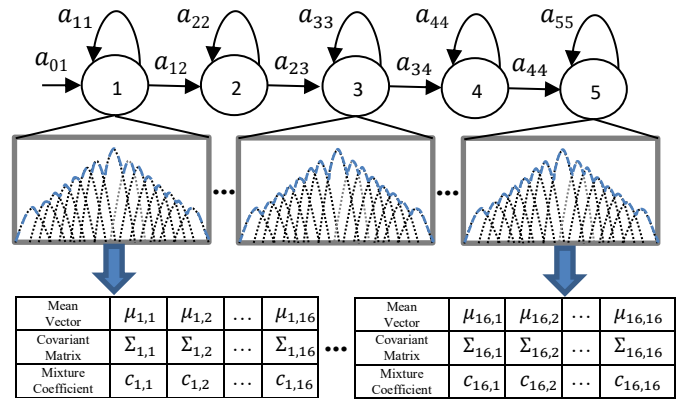 a₁₁ a₂₂ a₃₃ a₄₄ a₅₅
a₀₁ a₁₂ a₂₃ a₃₄ a₄₄
1 2 3 4 5
... ...
Mean Vector μ₁,₁ μ₁,₂ ... μ₁,₁₆
Covariant Matrix Σ₁,₁ Σ₁,₂ ... Σ₁,₁₆
Mixture Coefficient c₁,₁ c₁,₂ ... c₁,₁₆
...
Mean Vector μ₁₆,₁ μ₁₆,₂ ... μ₁₆,₁₆
Covariant Matrix Σ₁₆,₁ Σ₁₆,₂ ... Σ₁₆,₁₆
Mixture Coefficient c₁₆,₁ c₁₆,₂ ... c₁₆,₁₆